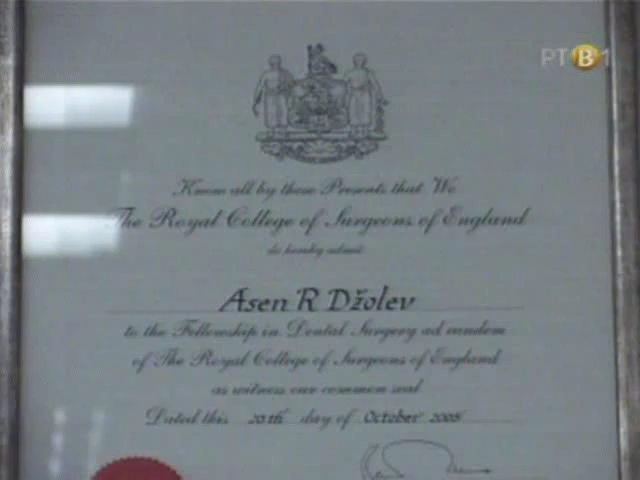 РТВ 1
Know all by these Presents that We
The Royal College of Surgeons of England
do hereby admit
Asen R Džolev
to the Fellowship in Dental Surgery ad eundem
of The Royal College of Surgeons of England
as witness our common seal
Dated this 20th day of October 2005